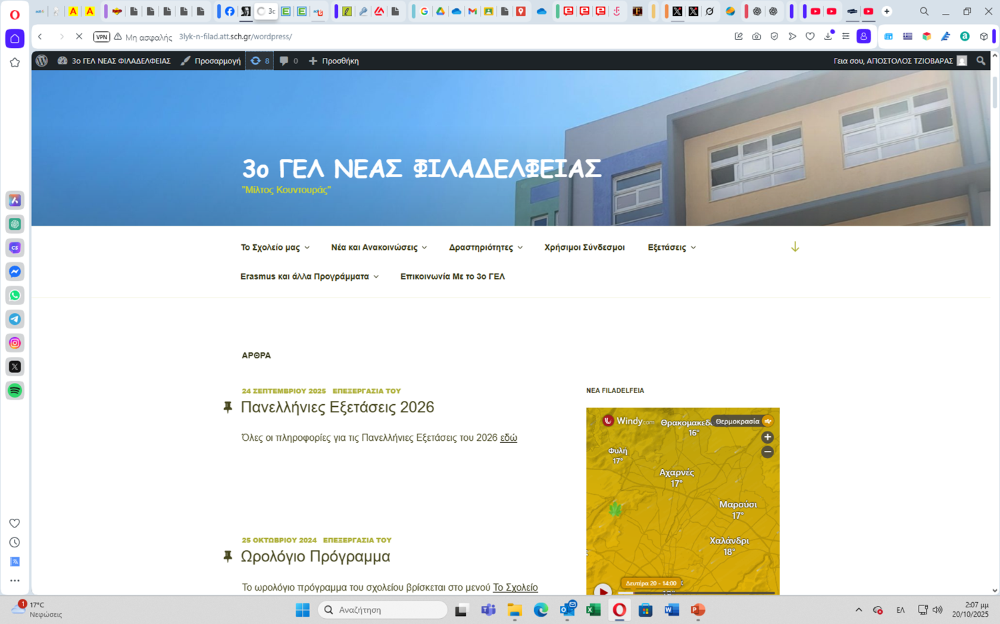 3c
VPN
Μη ασφαλής
3lyk-n-filad.att.sch.gr/wordpress/
3ο ΓΕΛ ΝΕΑΣ ΦΙΛΑΔΕΛΦΕΙΑΣ
Προσαρμογή
8
0
Προσθήκη
Γεια σου, ΑΠΟΣΤΟΛΟΣ ΤΖΙΟΒΑΡΑΣ
3ο ΓΕΛ ΝΕΑΣ ΦΙΛΑΔΕΛΦΕΙΑΣ
"Μίλτος Κουντουράς"
Το Σχολείο μας
Νέα και Ανακοινώσεις
Δραστηριότητες
Χρήσιμοι Σύνδεσμοι
Εξετάσεις
Erasmus και άλλα Προγράμματα
Επικοινωνία Με το 3ο ΓΕΛ
ΑΡΘΡΑ
24 ΣΕΠΤΕΜΒΡΙΟΥ 2025 ΕΠΕΞΕΡΓΑΣΙΑ ΤΟΥ
Πανελλήνιες Εξετάσεις 2026
Όλες οι πληροφορίες για τις Πανελλήνιες Εξετάσεις του 2026 εδώ
25 ΟΚΤΩΒΡΙΟΥ 2024 ΕΠΕΞΕΡΓΑΣΙΑ ΤΟΥ
Ωρολόγιο Πρόγραμμα
Το ωρολόγιο πρόγραμμα του σχολείου βρίσκεται στο μενού Το Σχολείο
NEA FILADELFEIA
Windy.com
Θρακομακεδ
16°
Θερμοκρασία
Φυλή
17°
Αχαρνές
17°
Μαρούσι
17°
Χαλάνδρι
18°
Δευτέρα 20 - 14:00
1
17°C
Νεφώσεις
Αναζήτηση
ΕΛ
2:07 μμ
20/10/2025